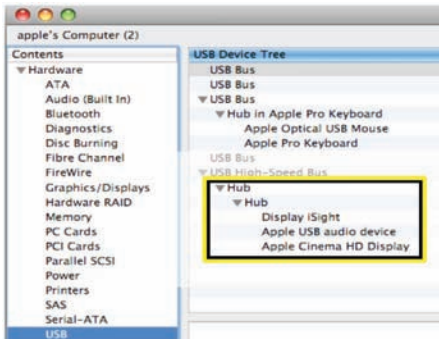 apple's Computer (2)
Contents
Hardware
ATA
Audio (Built In)
Bluetooth
Diagnostics
Disc Burning
Fibre Channel
FireWire
Graphics/Displays
Hardware RAID
Memory
PC Cards
PCI Cards
Parallel SCSI
Power
Printers
SAS
Serial-ATA
USB
USB Device Tree
USB Bus
USB Bus
USB Bus
Hub in Apple Pro Keyboard
Apple Optical USB Mouse
Apple Pro Keyboard
USB Bus
USB High-Speed Bus
Hub
Hub
Display iSight
Apple USB audio device
Apple Cinema HD Display